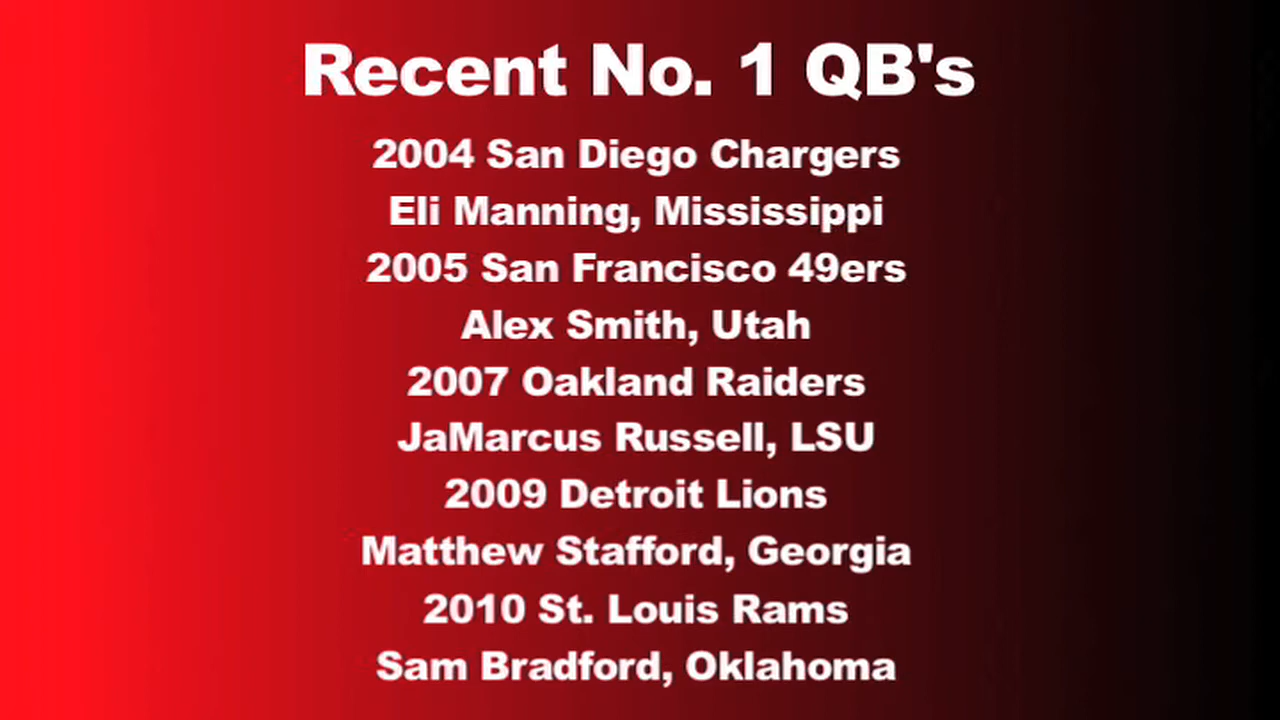 Recent No. 1 QB's
2004 San Diego Chargers
Eli Manning, Mississippi
2005 San Francisco 49ers
Alex Smith, Utah
2007 Oakland Raiders
JaMarcus Russell, LSU
2009 Detroit Lions
Matthew Stafford, Georgia
2010 St. Louis Rams
Sam Bradford, Oklahoma